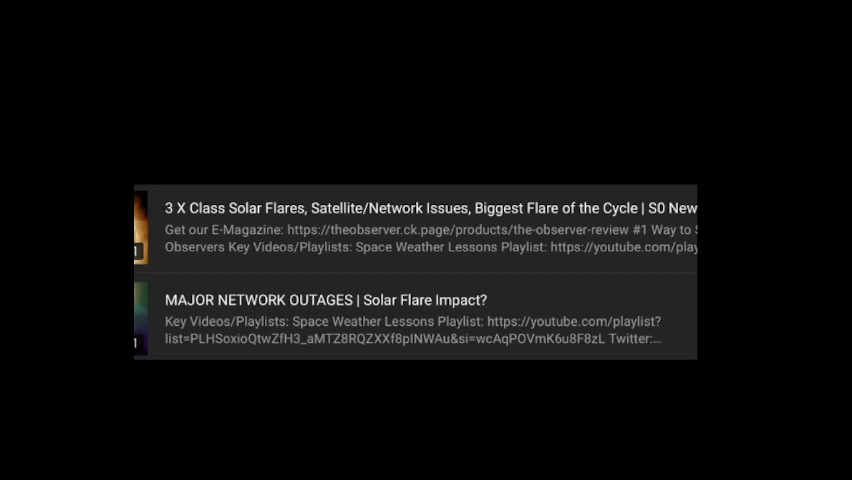 3 X Class Solar Flares, Satellite/Network Issues, Biggest Flare of the Cycle | S0 New
Get our E-Magazine: https://theobserver.ck.page/products/the-observer-review #1 Way to
Observers Key Videos/Playlists: Space Weather Lessons Playlist: https://youtube.com/play
1
MAJOR NETWORK OUTAGES | Solar Flare Impact?
Key Videos/Playlists: Space Weather Lessons Playlist: https://youtube.com/playlist?
list=PLHSoxioQtwZfH3_aMTZ8RQZXXf8pINWAu&si=wcAqPOVmK6u8F8zL Twitter:...
1